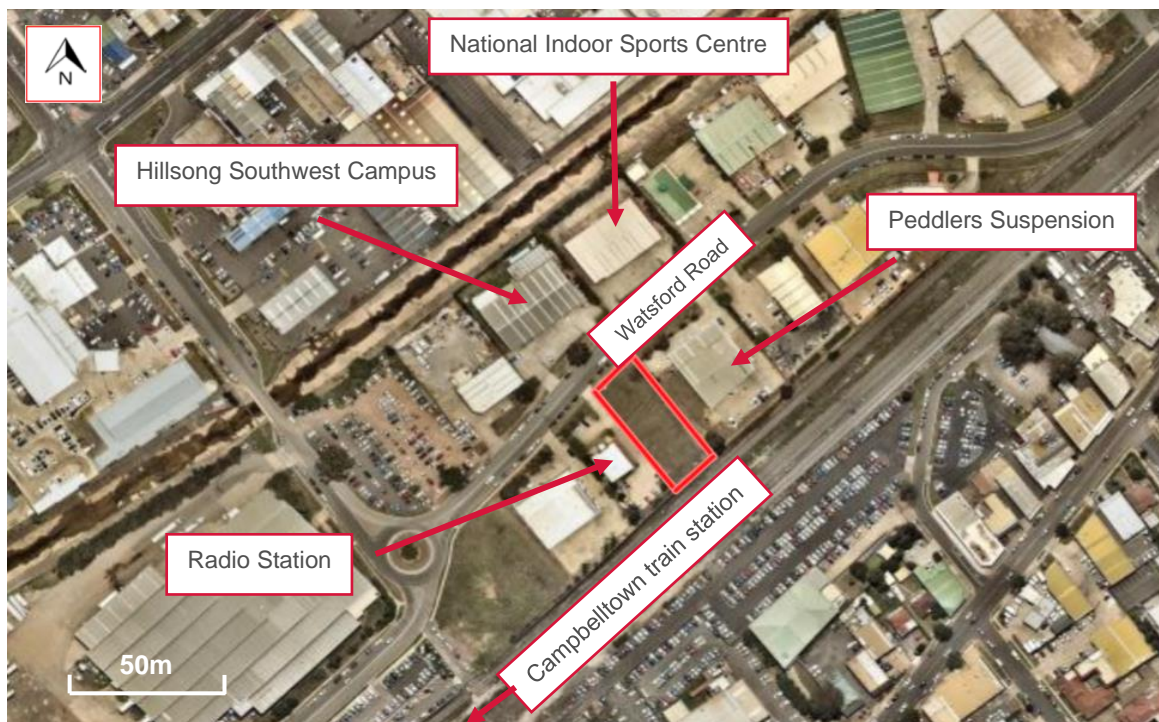 N
National Indoor Sports Centre
Hillsong Southwest Campus
Peddlers Suspension
Watsford Road
Radio Station
Campbelltown train station
50m